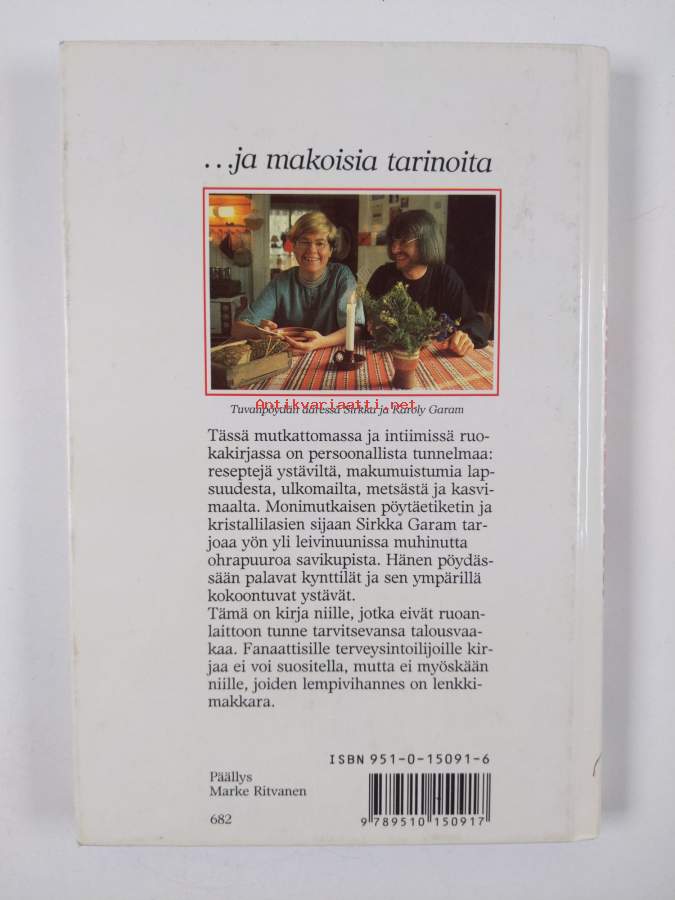 ...ja makoisia tarinoita
Antikvariaatti.net
Tuvanpöydän ääressä Sirkka ja Karoly Garam
Tässä mutkattomassa ja intiimissä ruo-
kakirjassa on persoonallista tunnelmaa:
reseptejä ystäviltä, makumuistumia lap-
suudesta, ulkomailta, metsästä ja kasvi-
maalta. Monimutkaisen pöytäetiketin ja
kristallilasien sijaan Sirkka Garam tar-
joaa yön yli leivinuunissa muhinutta
ohrapuuroa savikupista. Hänen pöydäs-
sään palavat kynttilät ja sen ympärillä
kokoontuvat ystävät.
Tämä on kirja niille, jotka eivät ruoan-
laittoon tunne tarvitsevansa talousvaa-
kaa. Fanaattisille terveysintoilijoille kir-
jaa ei voi suositella, mutta ei myöskään
niille, joiden lempivihannes on lenkki-
makkara.
ISBN 951-0-15091-6
Päällys
Marke Ritvanen
682
9 789510 150917